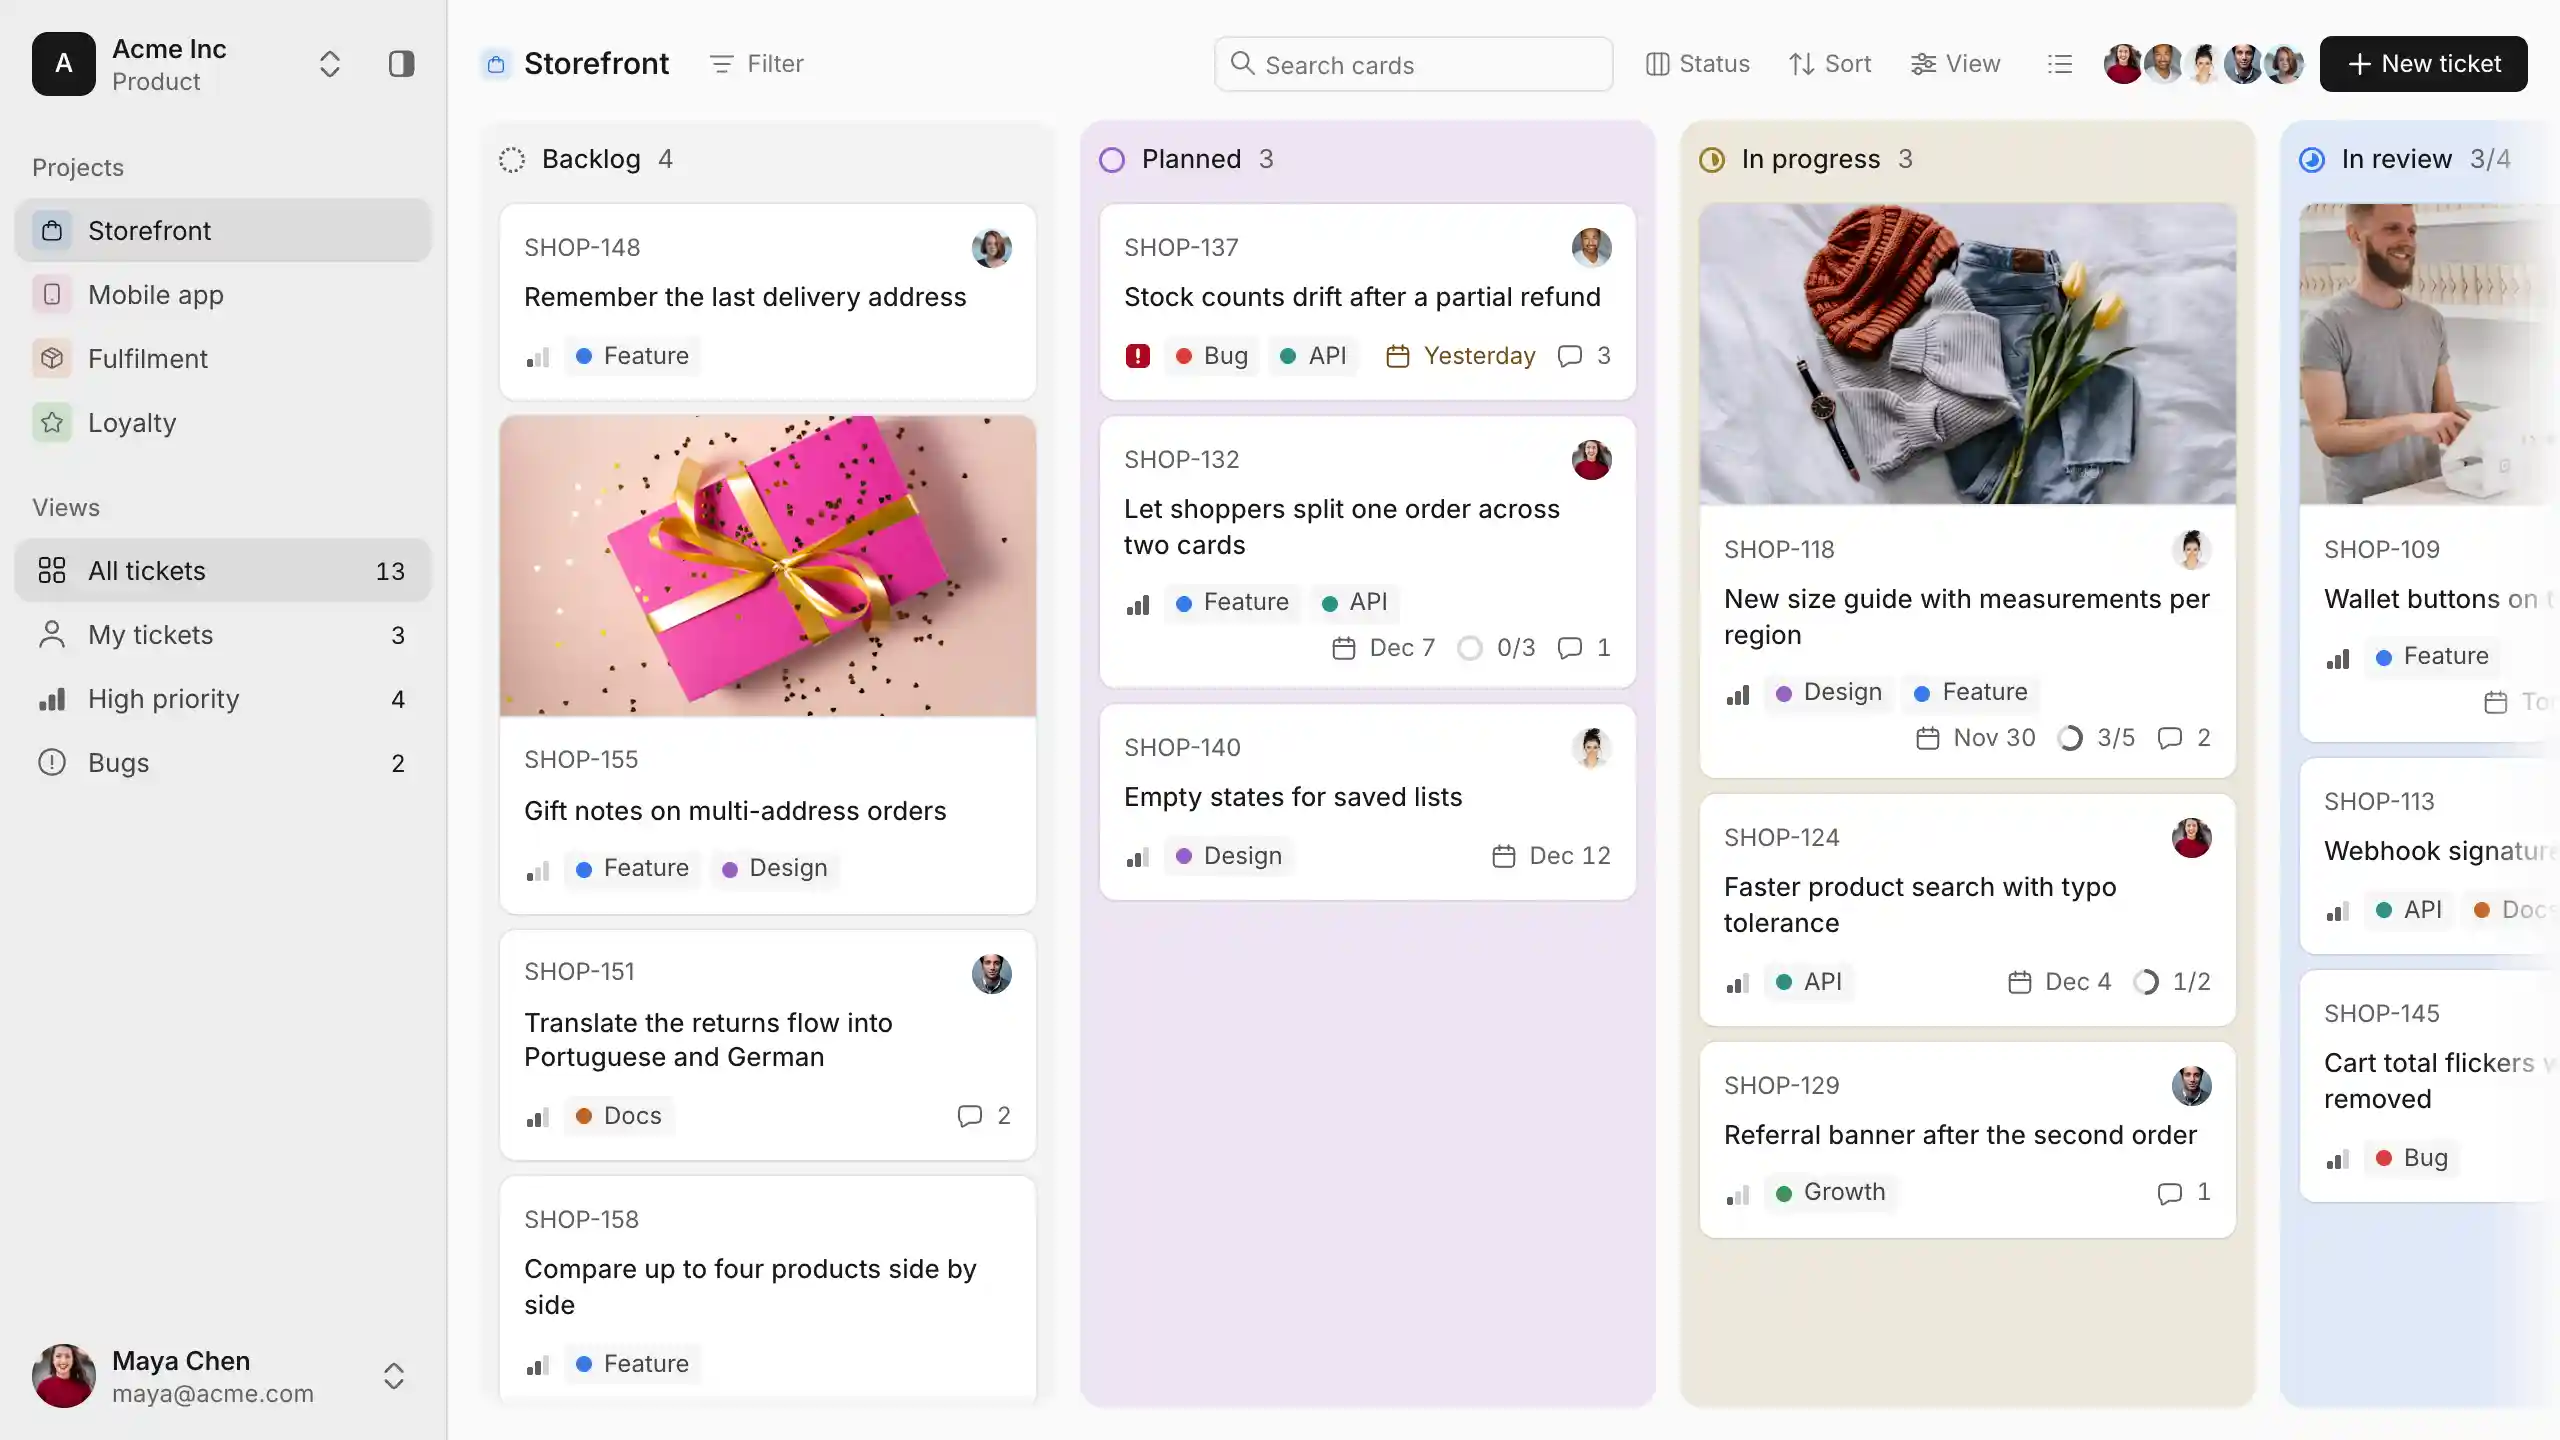 A
Acme Inc
Product
Projects
Storefront
Mobile app
Fulfilment
Loyalty
Views
All tickets 13
My tickets 3
High priority 4
Bugs 2
Maya Chen
maya@acme.com
Storefront
Filter
Search cards
Status
Sort
View
New ticket
Backlog 4
SHOP-148
Remember the last delivery address
Feature
SHOP-155
Gift notes on multi-address orders
Feature Design
SHOP-151
Translate the returns flow into
Portuguese and German
Docs 2
SHOP-158
Compare up to four products side by
side
Feature
Planned 3
SHOP-137
Stock counts drift after a partial refund
Bug API Yesterday 3
SHOP-132
Let shoppers split one order across
two cards
Feature API
Dec 7 0/3 1
SHOP-140
Empty states for saved lists
Design Dec 12
In progress 3
SHOP-118
New size guide with measurements per
region
Design Feature
Nov 30 3/5 2
SHOP-124
Faster product search with typo
tolerance
API Dec 4 1/2
SHOP-129
Referral banner after the second order
Growth 1
In review 3/4
SHOP-109
Wallet buttons on
Feature
SHOP-113
Webhook signature
API Docs
SHOP-145
Cart total flickers
removed
Bug